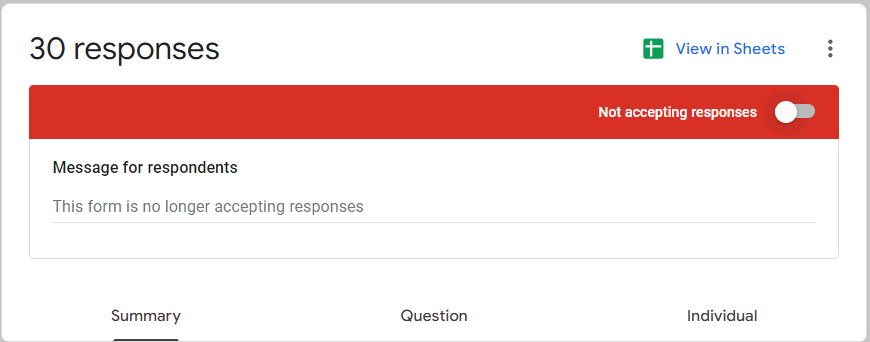 30 responses View in Sheets
Not accepting responses
Message for respondents
This form is no longer accepting responses
Summary Question Individual